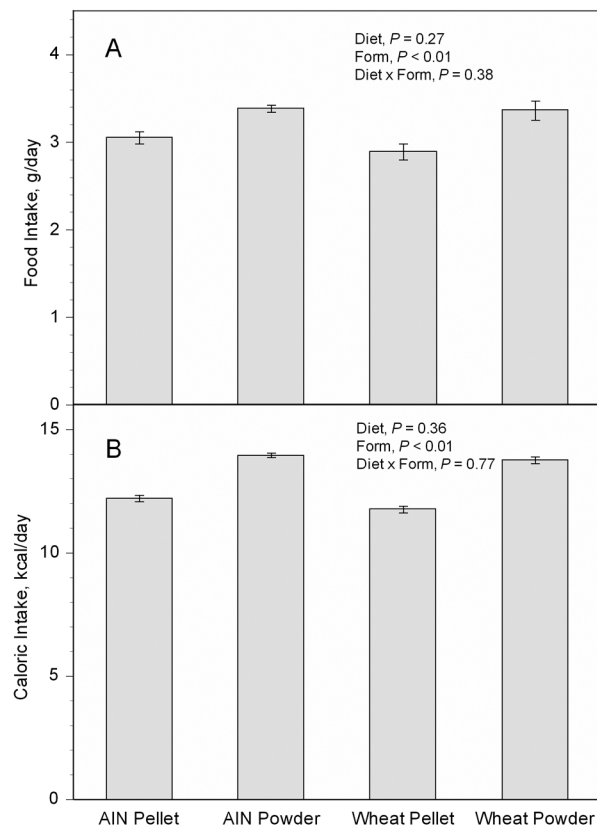 A
Diet, P = 0.27
Form, P < 0.01
Diet x Form, P = 0.38
Food Intake, g/day
4
3
2
1
0
B
Diet, P = 0.36
Form, P < 0.01
Diet x Form, P = 0.77
Caloric Intake, kcal/day
15
10
5
0
AIN Pellet AIN Powder Wheat Pellet Wheat Powder